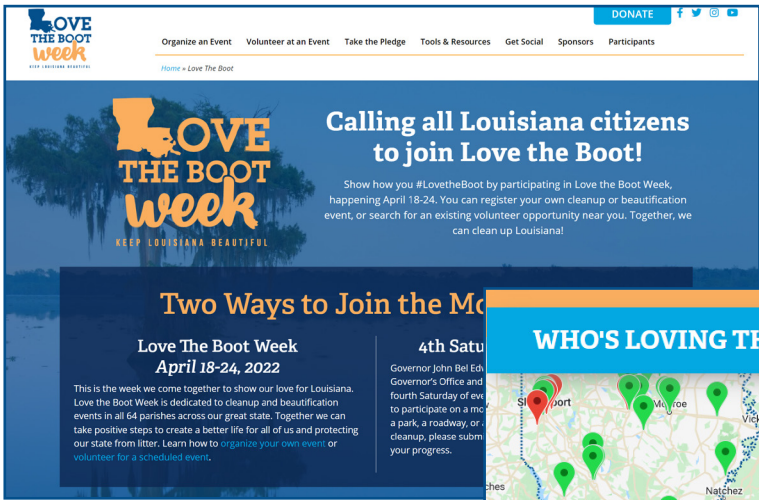 LOVE
THE BOOT
Week
KEEP LOUISIANA BEAUTIFUL
DONATE
Organize an Event Volunteer at an Event Take the Pledge Tools & Resources Get Social Sponsors Participants
Home » Love The Boot
LOVE
THE BOOT
Week
KEEP LOUISIANA BEAUTIFUL
Calling all Louisiana citizens
to join Love the Boot!
Show how you #LovetheBoot by participating in Love the Boot Week,
happening April 18-24. You can register your own cleanup or beautification
event, or search for an existing volunteer opportunity near you. Together, we
can clean up Louisiana!
Two Ways to Join the Mo
Love The Boot Week
April 18-24, 2022
This is the week we come together to show our love for Louisiana.
Love the Boot Week is dedicated to cleanup and beautification
events in all 64 parishes across our great state. Together we can
take positive steps to create a better life for all of us and protecting
our state from litter. Learn how to organize your own event or
volunteer for a scheduled event.
4th Satu
Governor John Bel Edw
Governor's Office and
fourth Saturday of eve
to participate on a mo
a park, a roadway, or
cleanup, please subm
your progress.
WHO'S LOVING TH
Natchez
ches